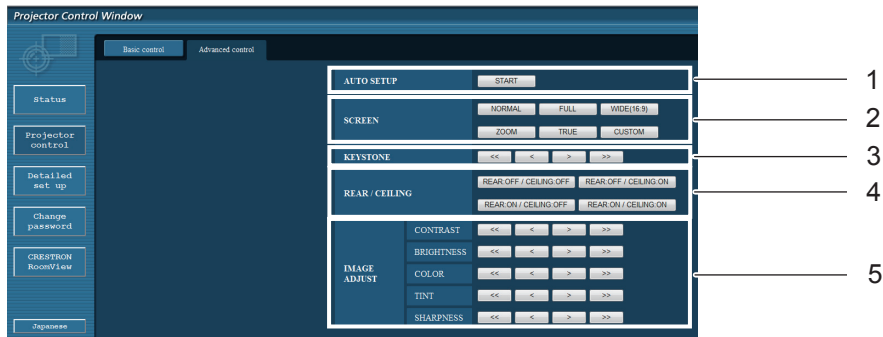 Projector Control Window
Basic control
Advanced control
Status
Projector control
Detailed set up
Change password
CRESTRON RoomView
Japanese
AUTO SETUP START 1
SCREEN NORMAL FULL WIDE(16:9) 2
ZOOM TRUE CUSTOM
KEYSTONE << < > >> 3
REAR / CEILING REAR:OFF / CEILING:OFF REAR:OFF / CEILING:ON 4
REAR:ON / CEILING:OFF REAR:ON / CEILING:ON
IMAGE ADJUST 5
CONTRAST << < > >>
BRIGHTNESS << < > >>
COLOR << < > >>
TINT << < > >>
SHARPNESS << < > >>